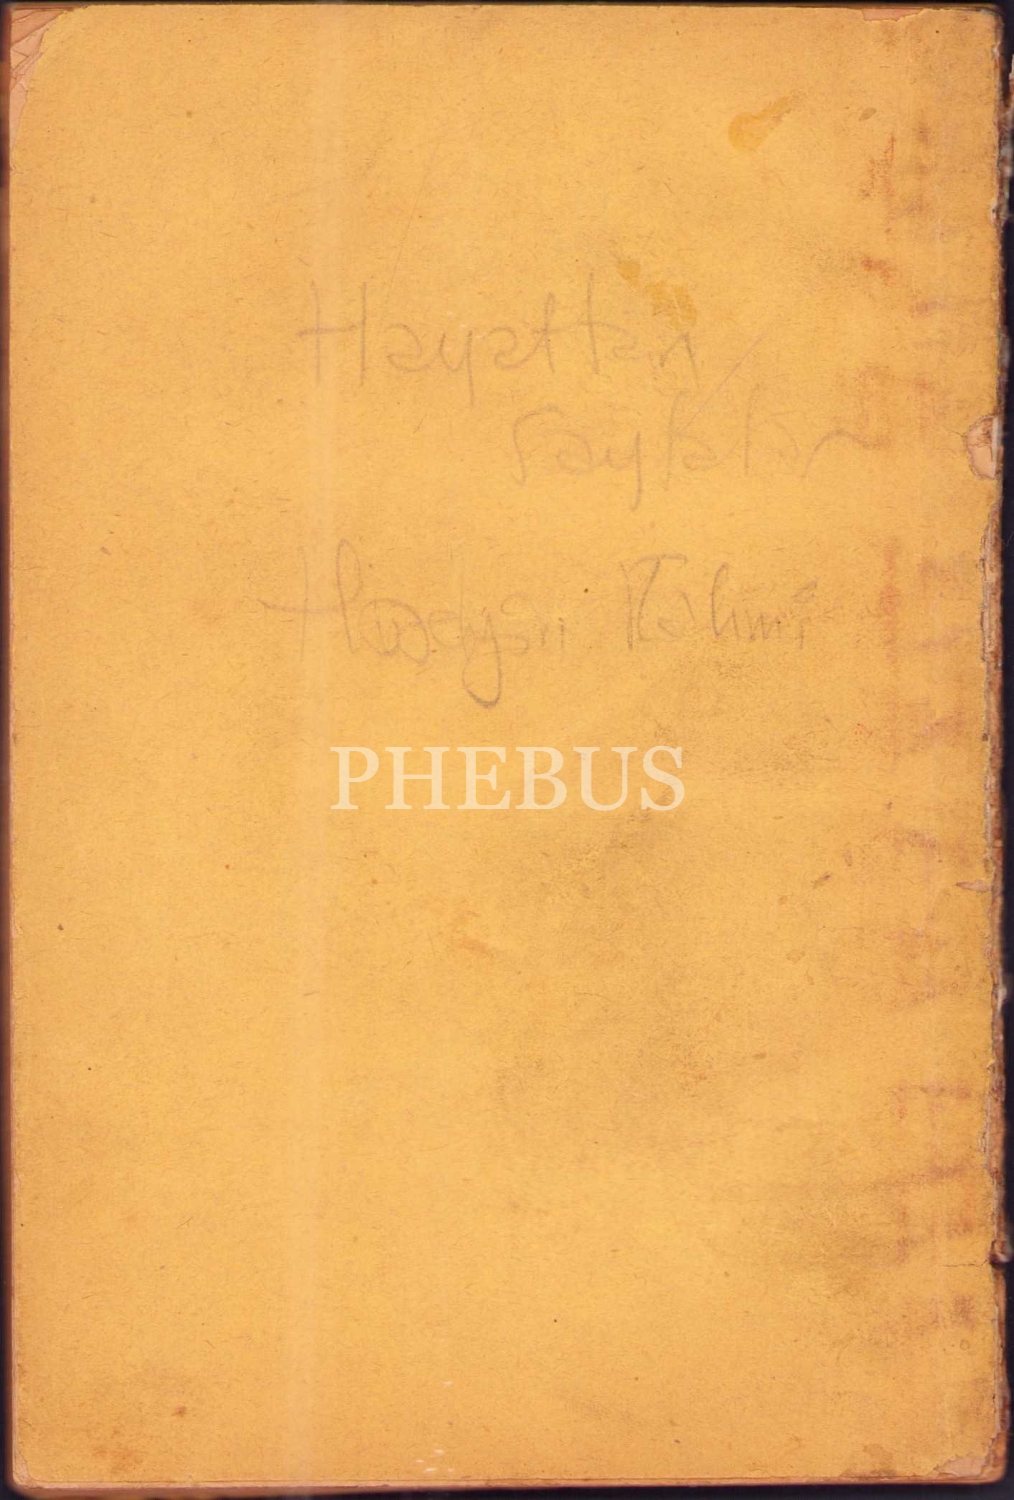 Hayattan
Sayfalar
Hüseyin Rahmi
PHEBUS